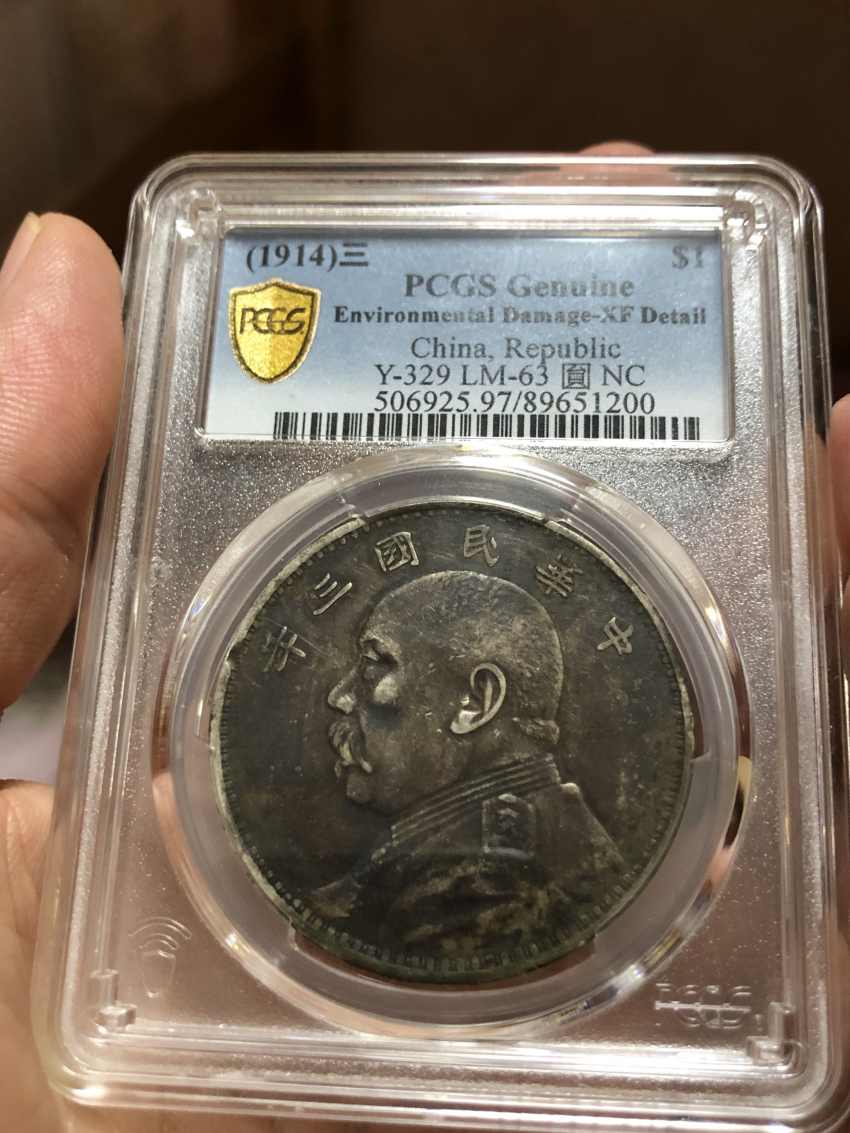 (1914)三 $1
PCGS Genuine
PCGS
Environmental Damage-XF Detail
China, Republic
Y-329 LM-63 圓 NC
506925.97/89651200
年三國民華中
PCGS